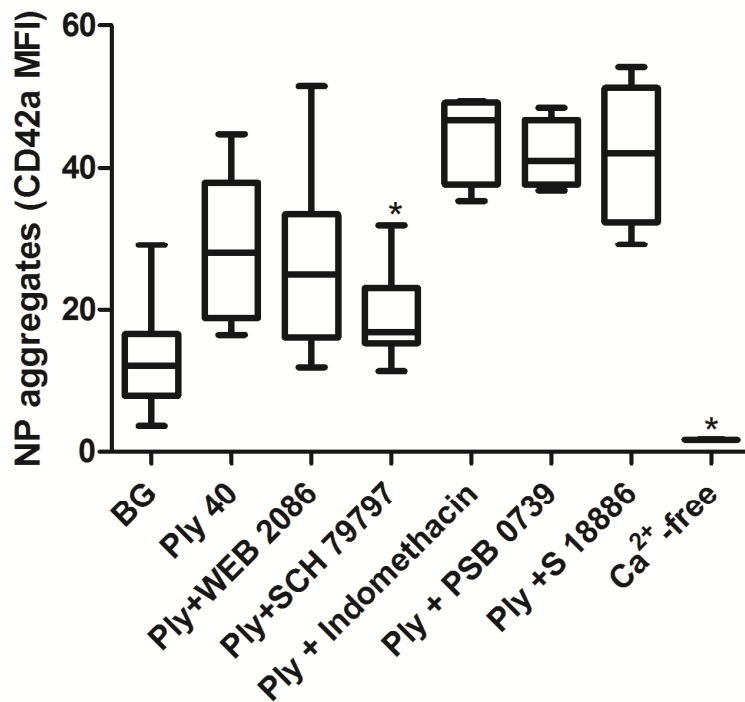 NP aggregates (CD42a MFI)
60
40
20
0
*
*
BG
Ply 40
Ply+WEB 2086
Ply+SCH 79797
Ply + Indomethacin
Ply + PSB 0739
Ply +S 18886
Ca²⁺-free